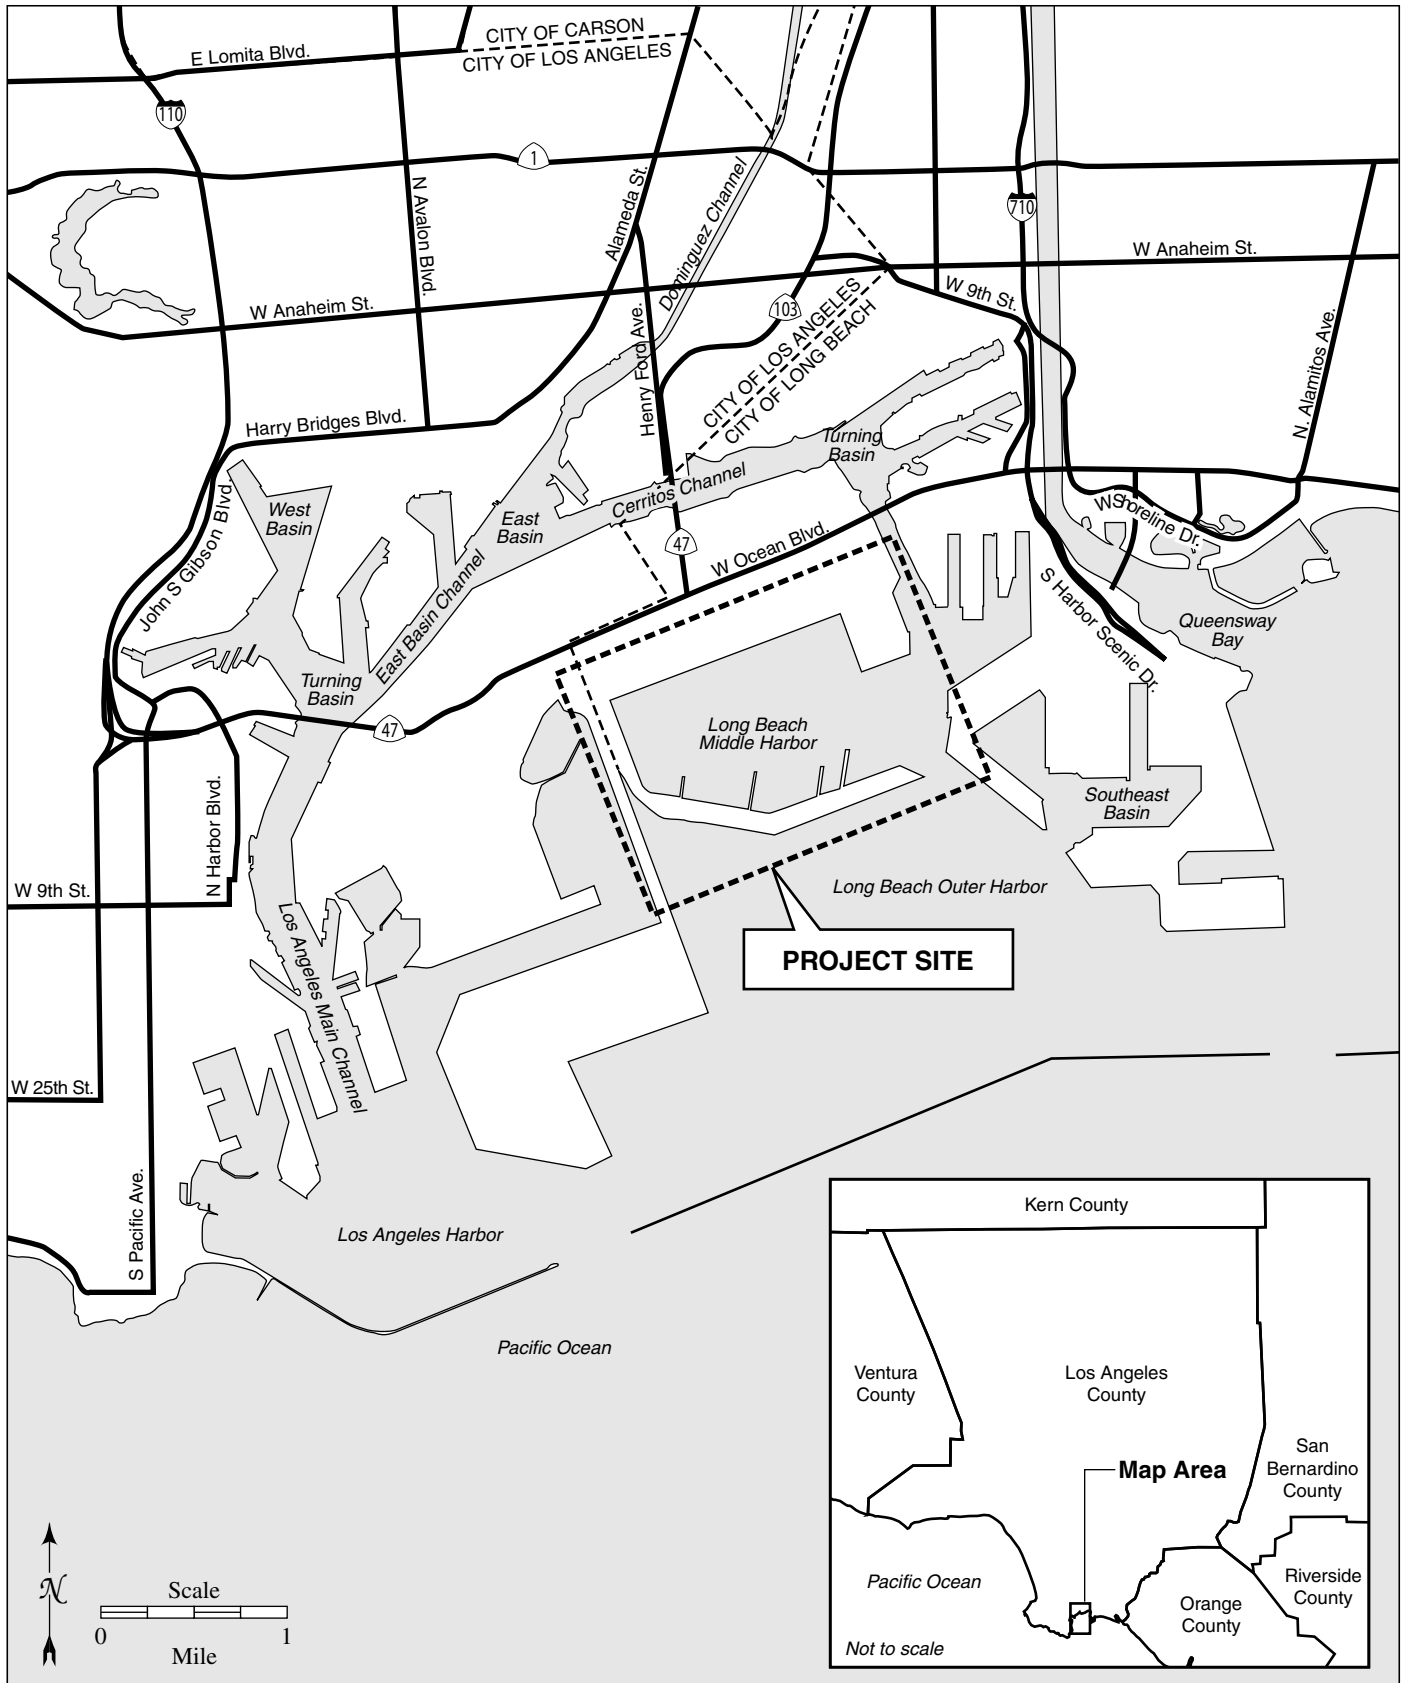 CITY OF CARSON
CITY OF LOS ANGELES
E Lomita Blvd.
110
1
N Avalon Blvd.
Alameda St.
Dominguez Channel
710
W Anaheim St.
W Anaheim St.
103
W 9th St.
Henry Ford Ave.
CITY OF LOS ANGELES
CITY OF LONG BEACH
N. Alamitos Ave.
Harry Bridges Blvd.
Turning
Basin
Cerritos Channel
West
Basin
East
Basin
John S Gibson Blvd.
47
W Ocean Blvd.
W Shoreline Dr.
East Basin Channel
S Harbor Scenic Dr.
Queensway
Bay
Turning
Basin
47
Long Beach
Middle Harbor
N Harbor Blvd.
Southeast
Basin
W 9th St.
Long Beach Outer Harbor
Los Angeles Main Channel
PROJECT SITE
W 25th St.
S Pacific Ave.
Los Angeles Harbor
Pacific Ocean
Kern County
Ventura
County
Los Angeles
County
San
Bernardino
County
Map Area
Pacific Ocean
Riverside
County
Orange
County
Not to scale
N
Scale
0 1
Mile